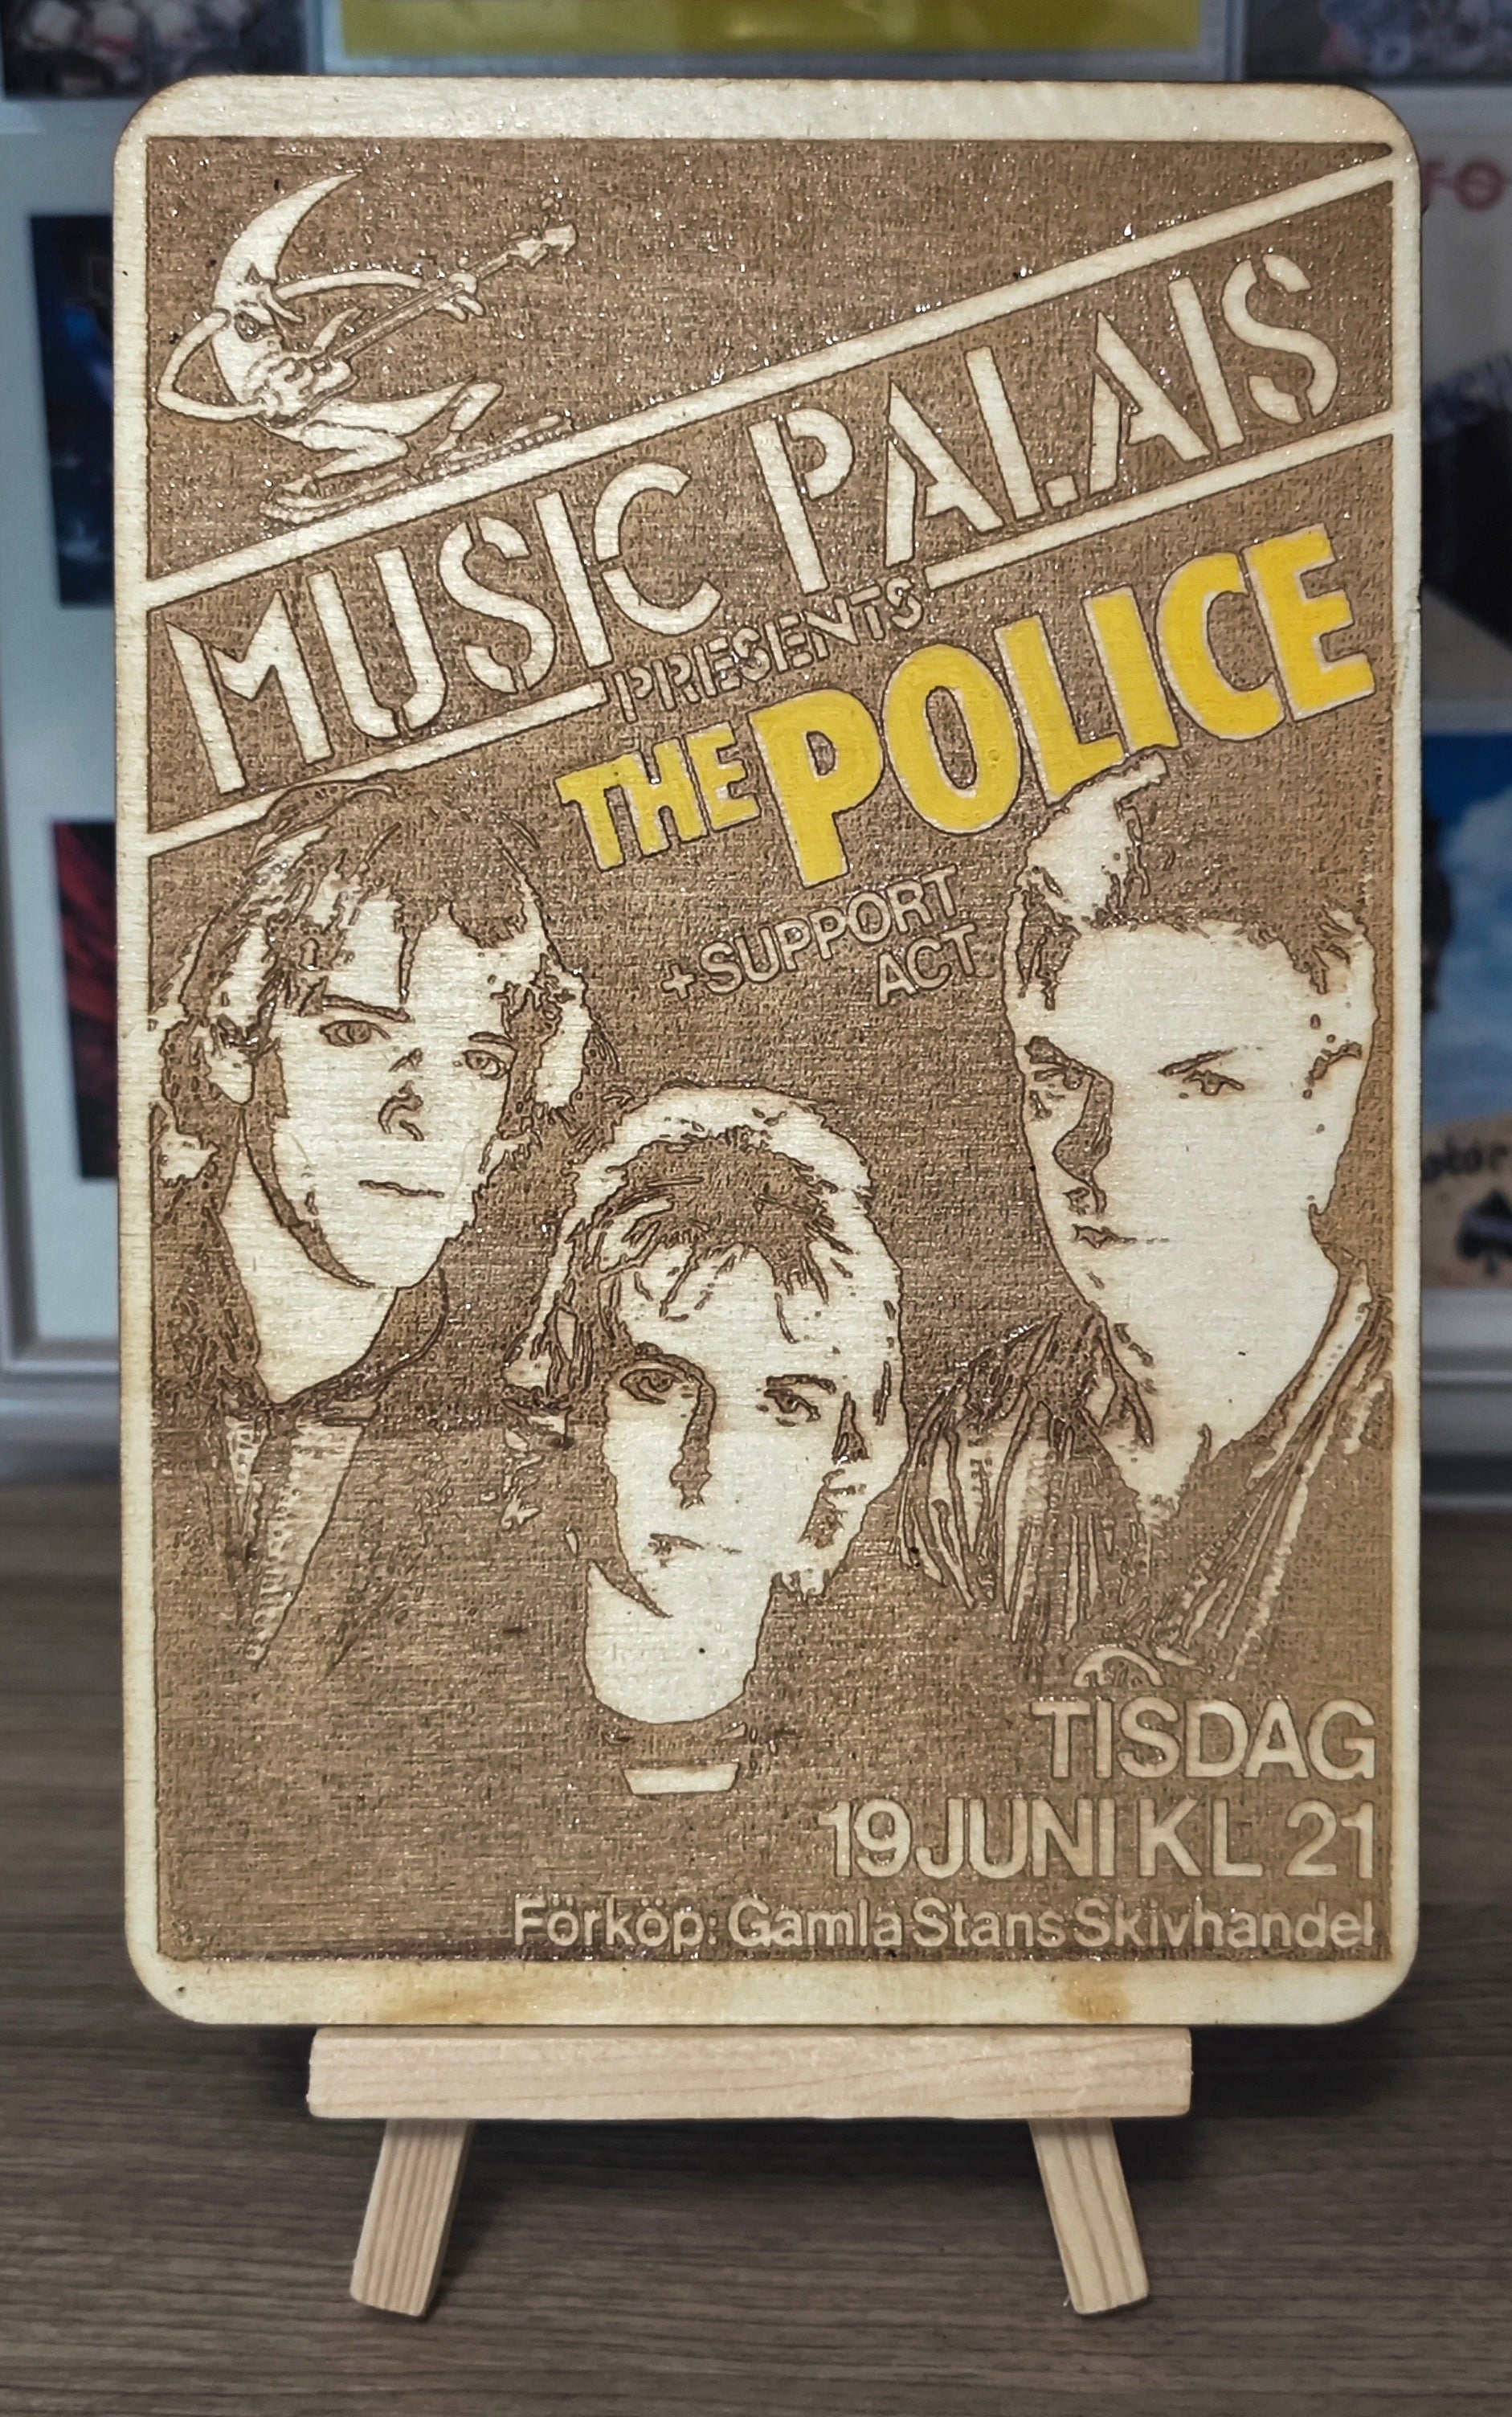 MUSIC PALAIS
PRESENTS
THE POLICE
+SUPPORT
ACT
TISDAG
19 JUNI KL 21
Förköp: Gamla Stans Skivhandel